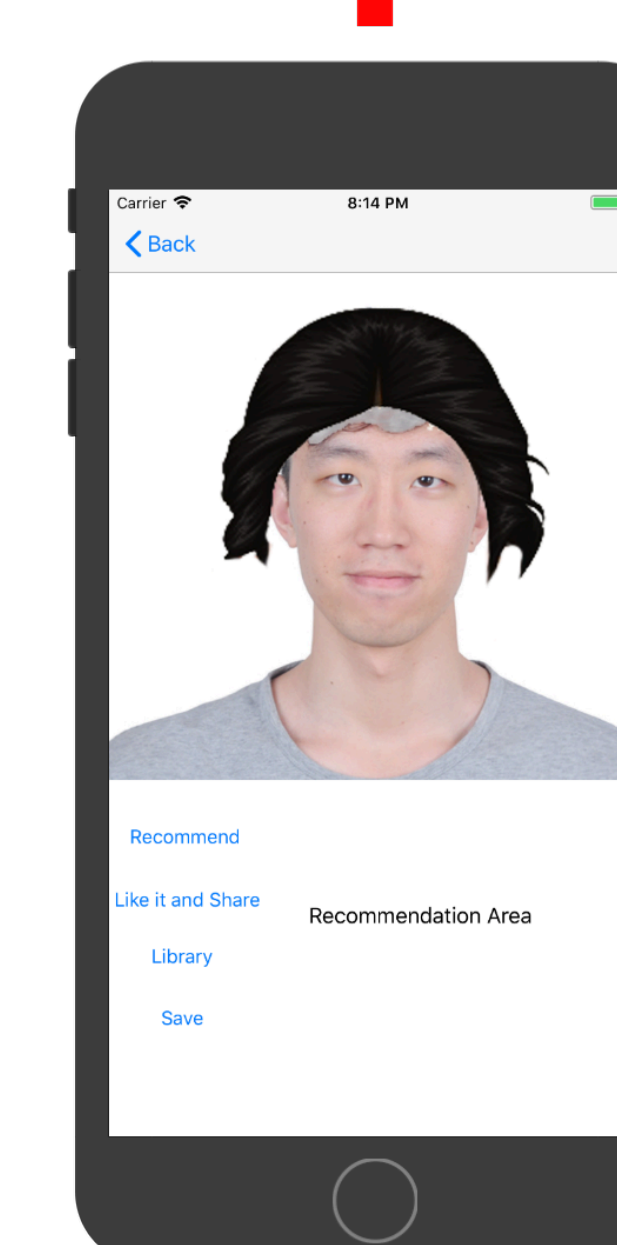 Carrier 8:14 PM
Back
Recommend
Like it and Share
Recommendation Area
Library
Save